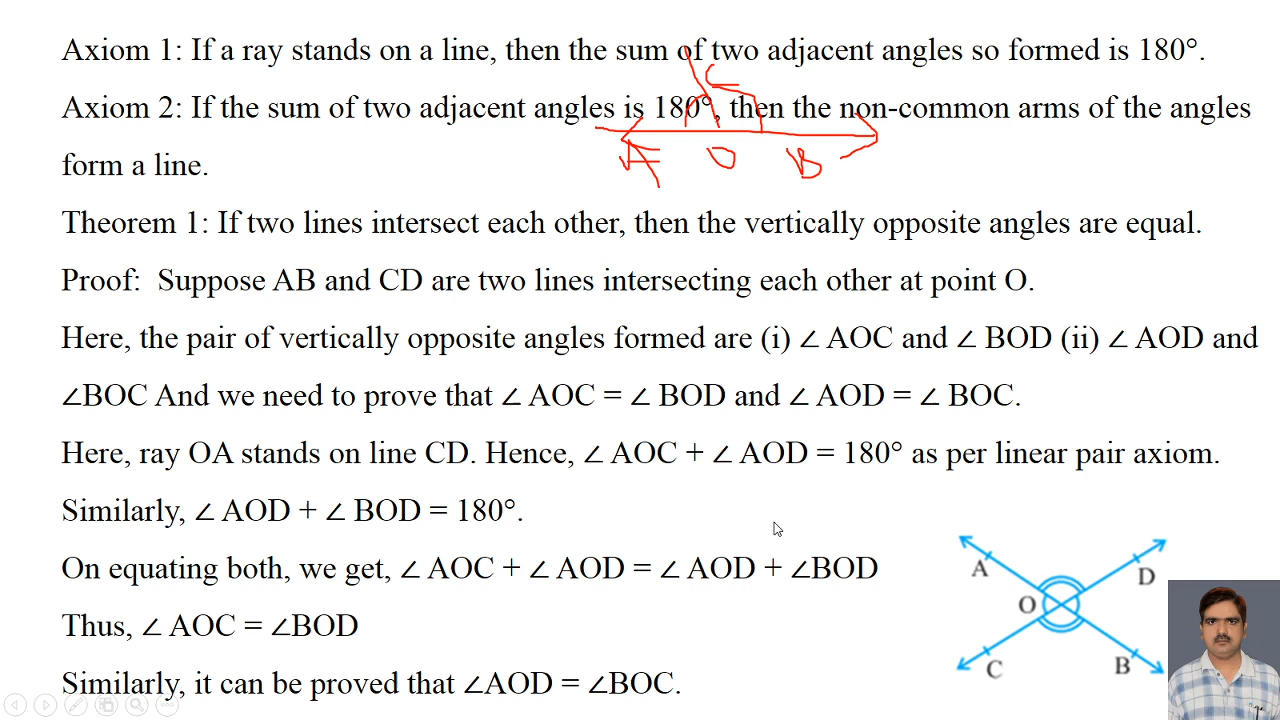 Axiom 1: If a ray stands on a line, then the sum of two adjacent angles so formed is 180°.
C
Axiom 2: If the sum of two adjacent angles is 180°, then the non-common arms of the angles
A O B
form a line.
Theorem 1: If two lines intersect each other, then the vertically opposite angles are equal.
Proof: Suppose AB and CD are two lines intersecting each other at point O.
Here, the pair of vertically opposite angles formed are (i) ∠ AOC and ∠ BOD (ii) ∠ AOD and
∠BOC And we need to prove that ∠ AOC = ∠ BOD and ∠ AOD = ∠ BOC.
Here, ray OA stands on line CD. Hence, ∠ AOC + ∠ AOD = 180° as per linear pair axiom.
Similarly, ∠ AOD + ∠ BOD = 180°.
On equating both, we get, ∠ AOC + ∠ AOD = ∠ AOD + ∠BOD
Thus, ∠ AOC = ∠BOD
Similarly, it can be proved that ∠AOD = ∠BOC.
A D
O
C B